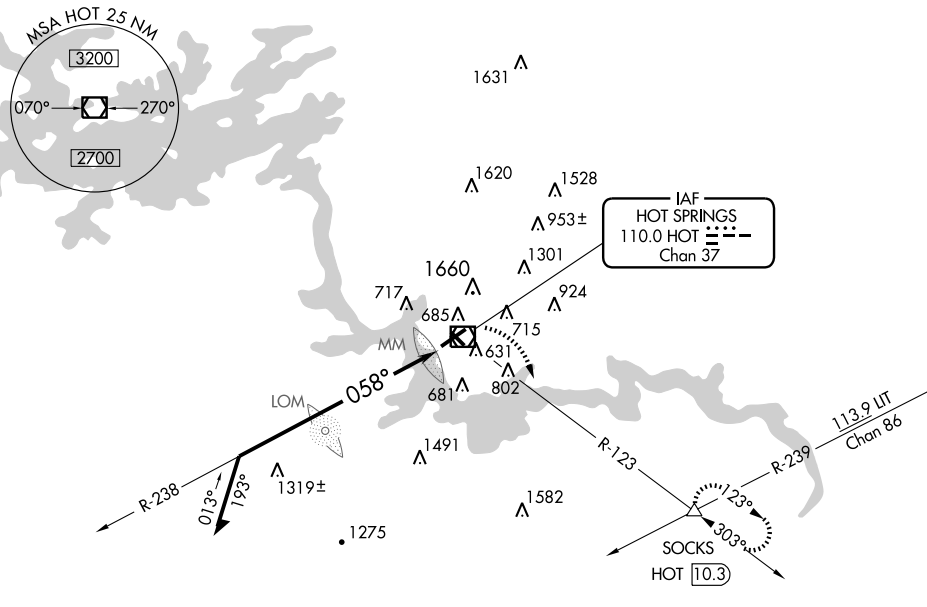 MSA HOT 25 NM
3200
070°
270°
2700
1631
1620
1528
953±
IAF
HOT SPRINGS
110.0 HOT
Chan 37
1301
1660
717
924
685
715
MM
631
058°
681
802
LOM
113.9 LIT
Chan 86
R-123
R-239
1491
R-238
013°
193°
1319±
1582
123°
1275
303°
SOCKS
HOT 10.3